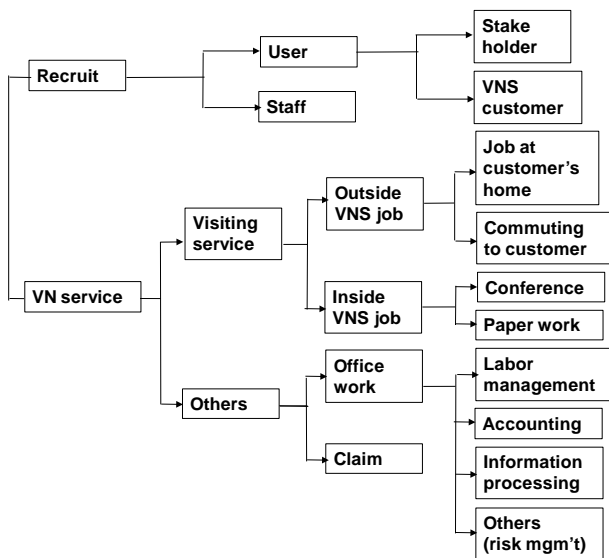 Recruit
User
Staff
Stake
holder
VNS
customer
VN service
Visiting
service
Others
Outside
VNS job
Inside
VNS job
Job at
customer's
home
Commuting
to customer
Conference
Paper work
Office
work
Claim
Labor
management
Accounting
Information
processing
Others
(risk mgm't)